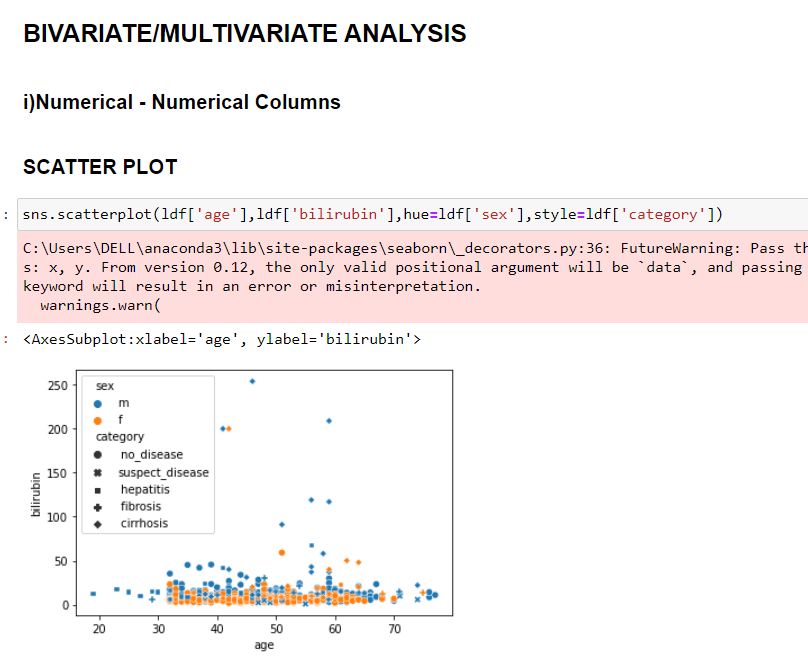 BIVARIATE/MULTIVARIATE ANALYSIS
i)Numerical - Numerical Columns
SCATTER PLOT
: sns.scatterplot(ldf['age'],ldf['bilirubin'],hue=ldf['sex'],style=ldf['category'])
C:\Users\DELL\anaconda3\lib\site-packages\seaborn\_decorators.py:36: FutureWarning: Pass th
s: x, y. From version 0.12, the only valid positional argument will be `data`, and passing
keyword will result in an error or misinterpretation.
warnings.warn(
: <AxesSubplot:xlabel='age', ylabel='bilirubin'>
sex
m
f
category
no_disease
suspect_disease
hepatitis
fibrosis
cirrhosis
250
200
150
100
50
0
bilirubin
20 30 40 50 60 70
age